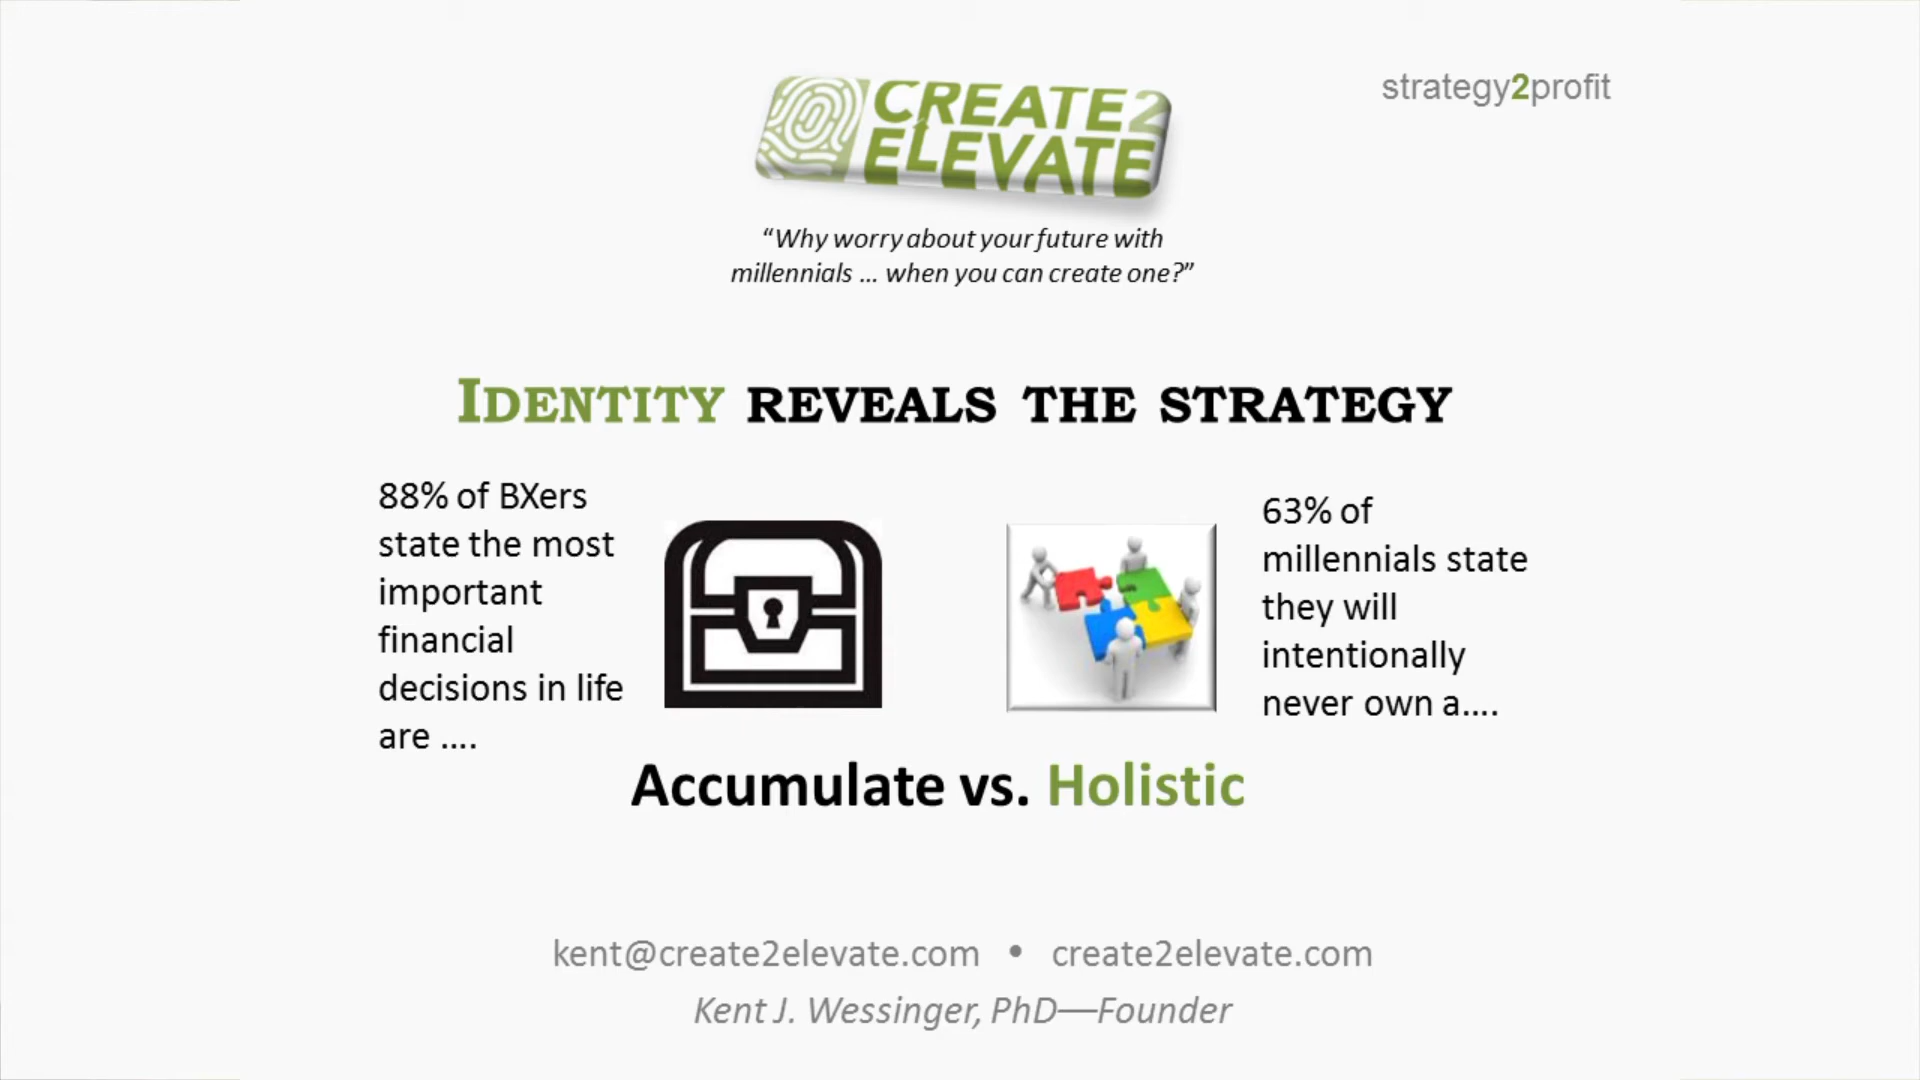 CREATE2
ELEVATE
strategy2profit
“Why worry about your future with
millennials ... when you can create one?”
IDENTITY REVEALS THE STRATEGY
88% of BXers
state the most
important
financial
decisions in life
are ....
63% of
millennials state
they will
intentionally
never own a....
Accumulate vs. Holistic
kent@create2elevate.com • create2elevate.com
Kent J. Wessinger, PhD—Founder